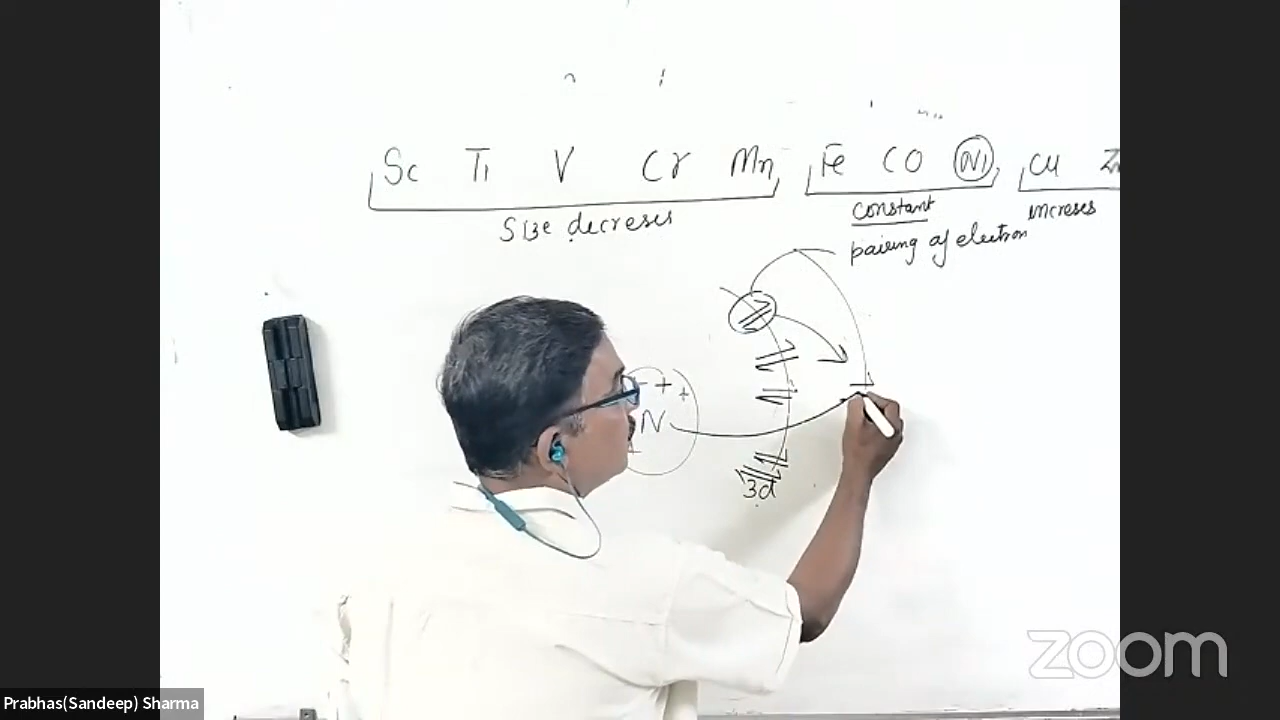 Sc Ti V Cr Mn Fe CO Ni Cu Zn
Size decreses constant increses
pairing of electron
+ +
N
+
3d
zoom
Prabhas(Sandeep) Sharma